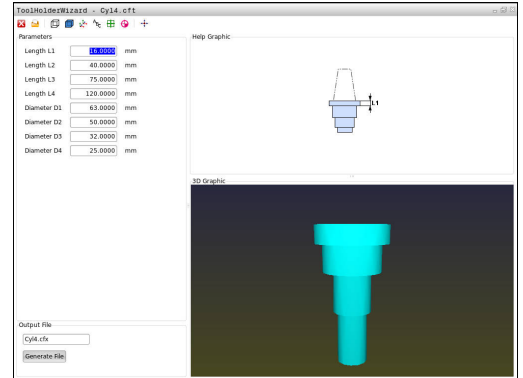 ToolHolderWizard - Cyl4.cft
Parameters
Length L1 16.0000 mm
Length L2 40.0000 mm
Length L3 75.0000 mm
Length L4 120.0000 mm
Diameter D1 63.0000 mm
Diameter D2 50.0000 mm
Diameter D3 32.0000 mm
Diameter D4 25.0000 mm
Output File
Cyl4.cfx
Generate File
Help Graphic
L1
3D Graphic